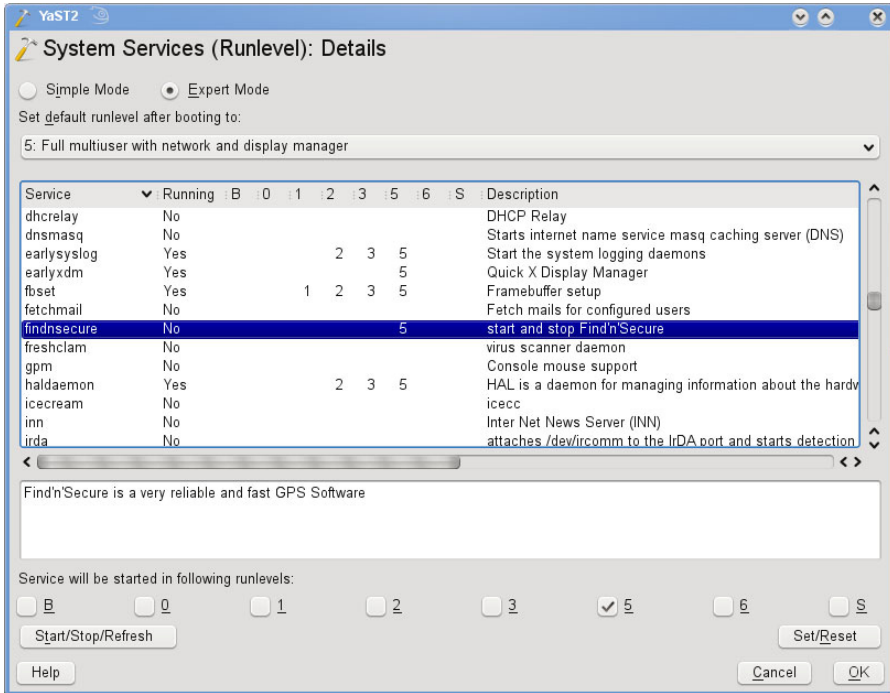 YaST2
System Services (Runlevel): Details
Simple Mode Expert Mode
Set default runlevel after booting to:
5: Full multiuser with network and display manager
Service Running B 0 1 2 3 5 6 S Description
dhcrelay No DHCP Relay
dnsmasq No Starts internet name service masq caching server (DNS)
earlysyslog Yes 2 3 5 Start the system logging daemons
earlyxdm Yes 5 Quick X Display Manager
fbset Yes 1 2 3 5 Framebuffer setup
fetchmail No Fetch mails for configured users
findnsecure No 5 start and stop Find'n'Secure
freshclam No virus scanner daemon
gpm No Console mouse support
haldaemon Yes 2 3 5 HAL is a daemon for managing information about the hardw
icecream No icecc
inn No Inter Net News Server (INN)
irda No attaches /dev/ircomm to the IrDA port and starts detection
Find'n'Secure is a very reliable and fast GPS Software
Service will be started in following runlevels:
B 0 1 2 3 5 6 S
Start/Stop/Refresh Set/Reset
Help Cancel OK